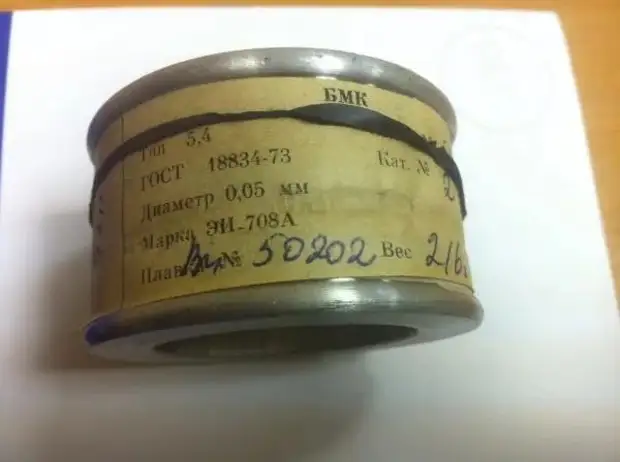 БМК
Тип 5,4
ГОСТ 18834-73 Кат. №
Диаметр 0,05 мм
Марка ЭИ-708А
№ 50202 Вес 216